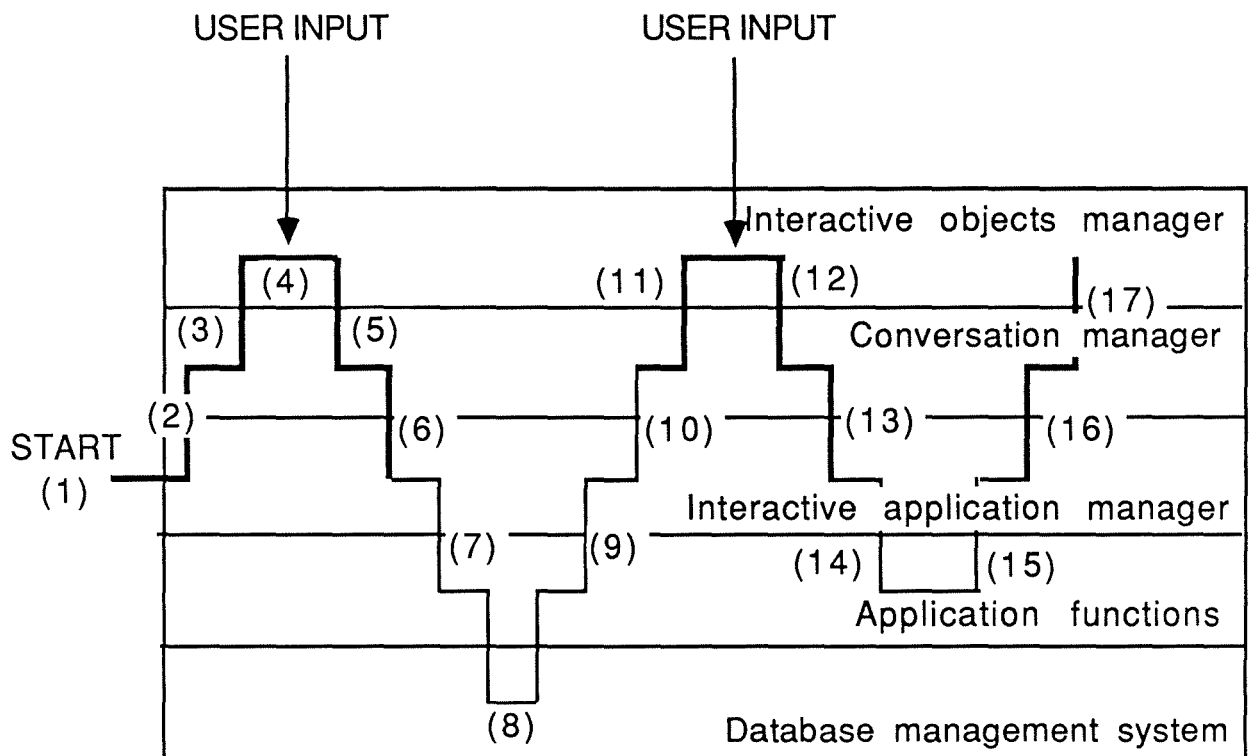 USER INPUT USER INPUT
Interactive objects manager
(4) (11) (12)
(17)
(3) (5)
Conversation manager
(2)
(6) (10) (13) (16)
START
(1)
Interactive application manager
(7) (9)
(14) (15)
Application functions
(8)
Database management system